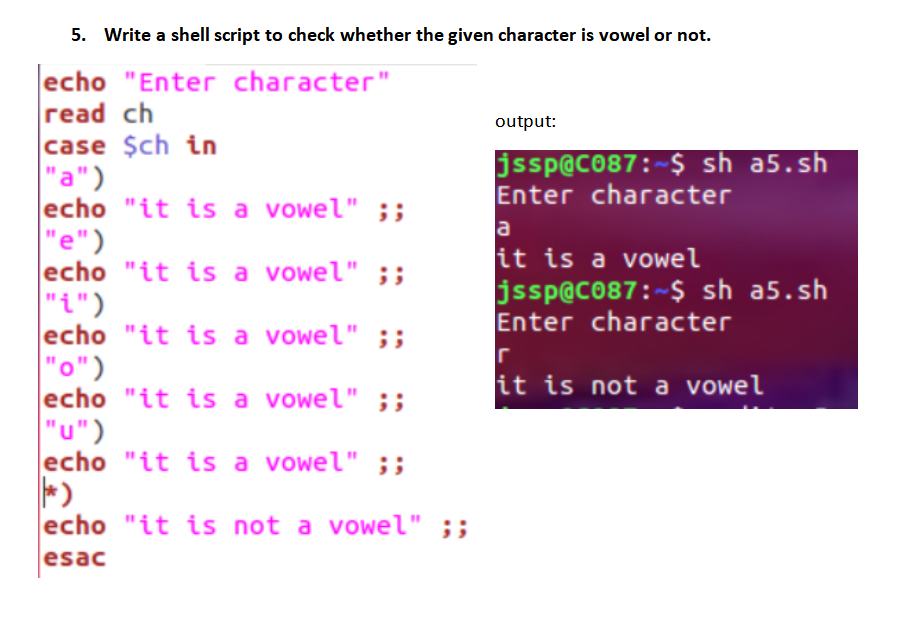 5. Write a shell script to check whether the given character is vowel or not.
echo "Enter character"
read ch
case $ch in
"a")
echo "it is a vowel" ;;
"e")
echo "it is a vowel" ;;
"i")
echo "it is a vowel" ;;
"o")
echo "it is a vowel" ;;
"u")
echo "it is a vowel" ;;
*)
echo "it is not a vowel" ;;
esac
output:
jssp@C087:~$ sh a5.sh
Enter character
a
it is a vowel
jssp@C087:~$ sh a5.sh
Enter character
r
it is not a vowel